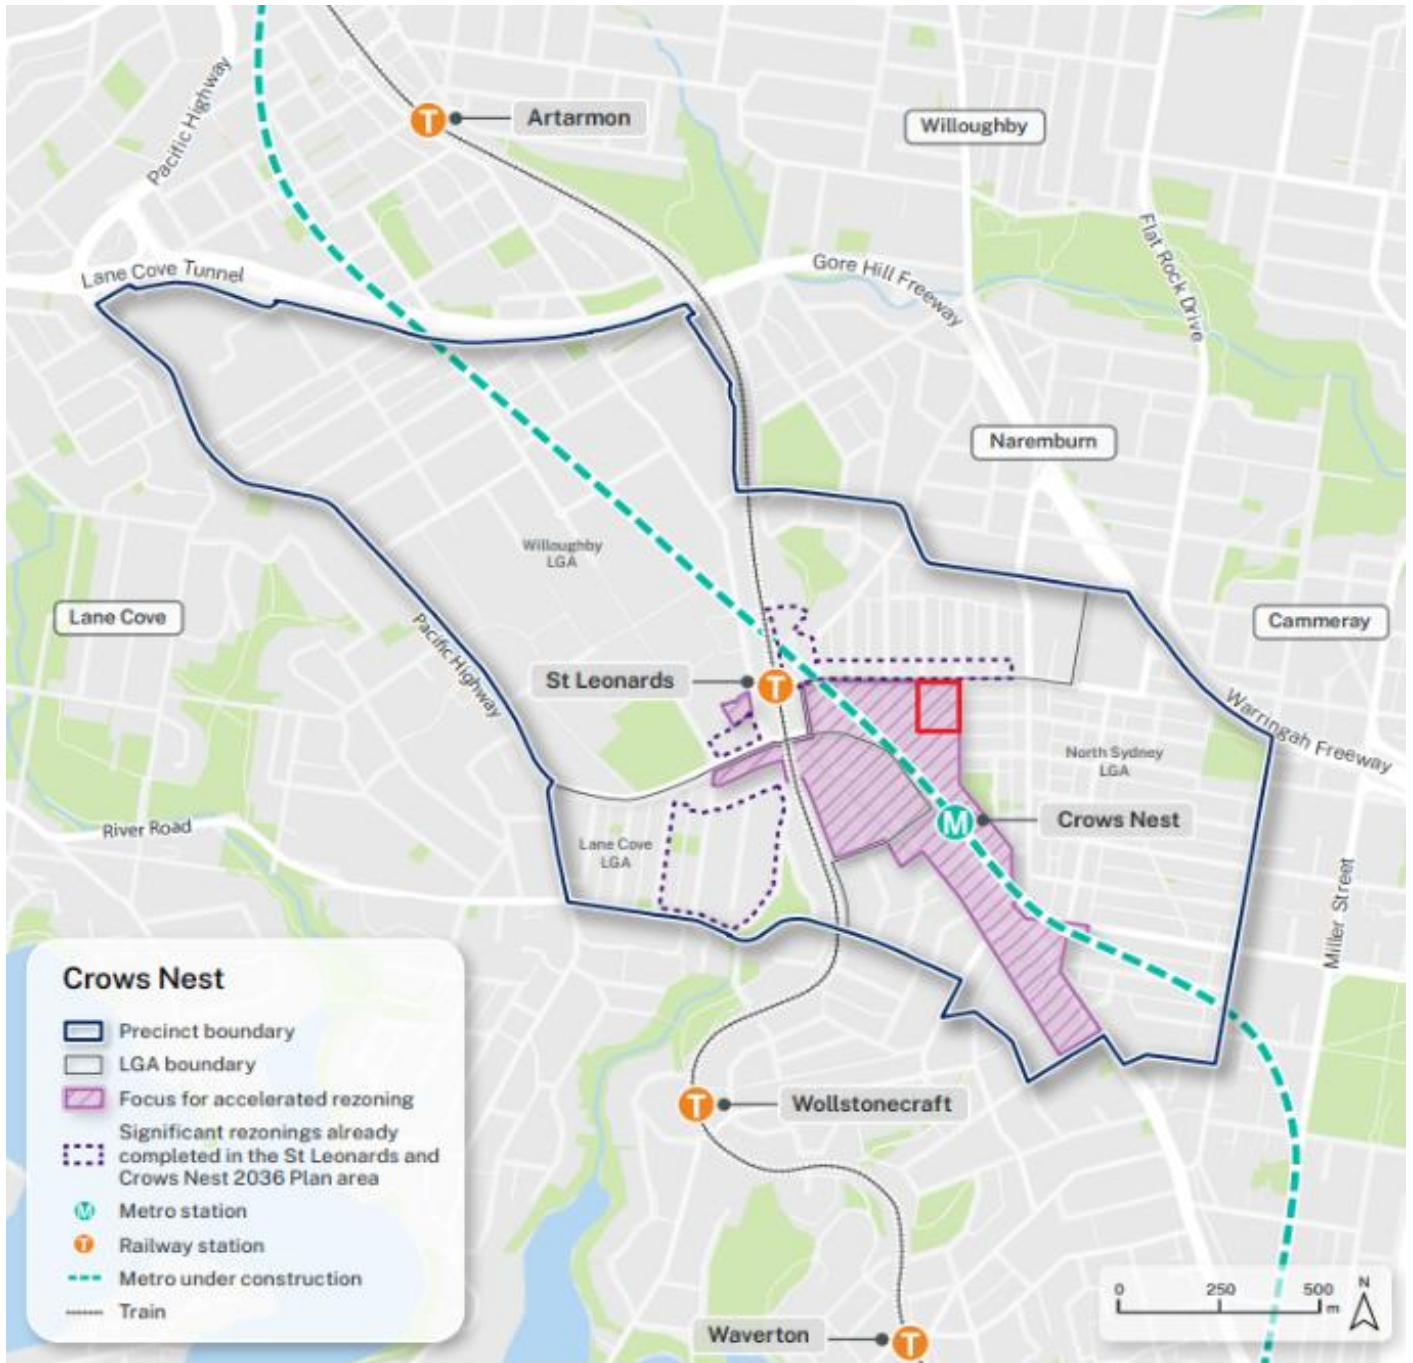 Pacific Highway
T
Artarmon
Willoughby
Flat Rock Drive
Lane Cove Tunnel
Gore Hill Freeway
Naremburn
Willoughby
LGA
Lane Cove
Pacific Highway
Cammeray
St Leonards
T
Warringah Freeway
North Sydney
LGA
M
Crows Nest
River Road
Lane Cove
LGA
Miller Street
Crows Nest
Precinct boundary
LGA boundary
Focus for accelerated rezoning
Significant rezonings already
completed in the St Leonards and
Crows Nest 2036 Plan area
M
Metro station
T
Railway station
Metro under construction
Train
T
Wollstonecraft
Waverton
T
0 250 500
m
N